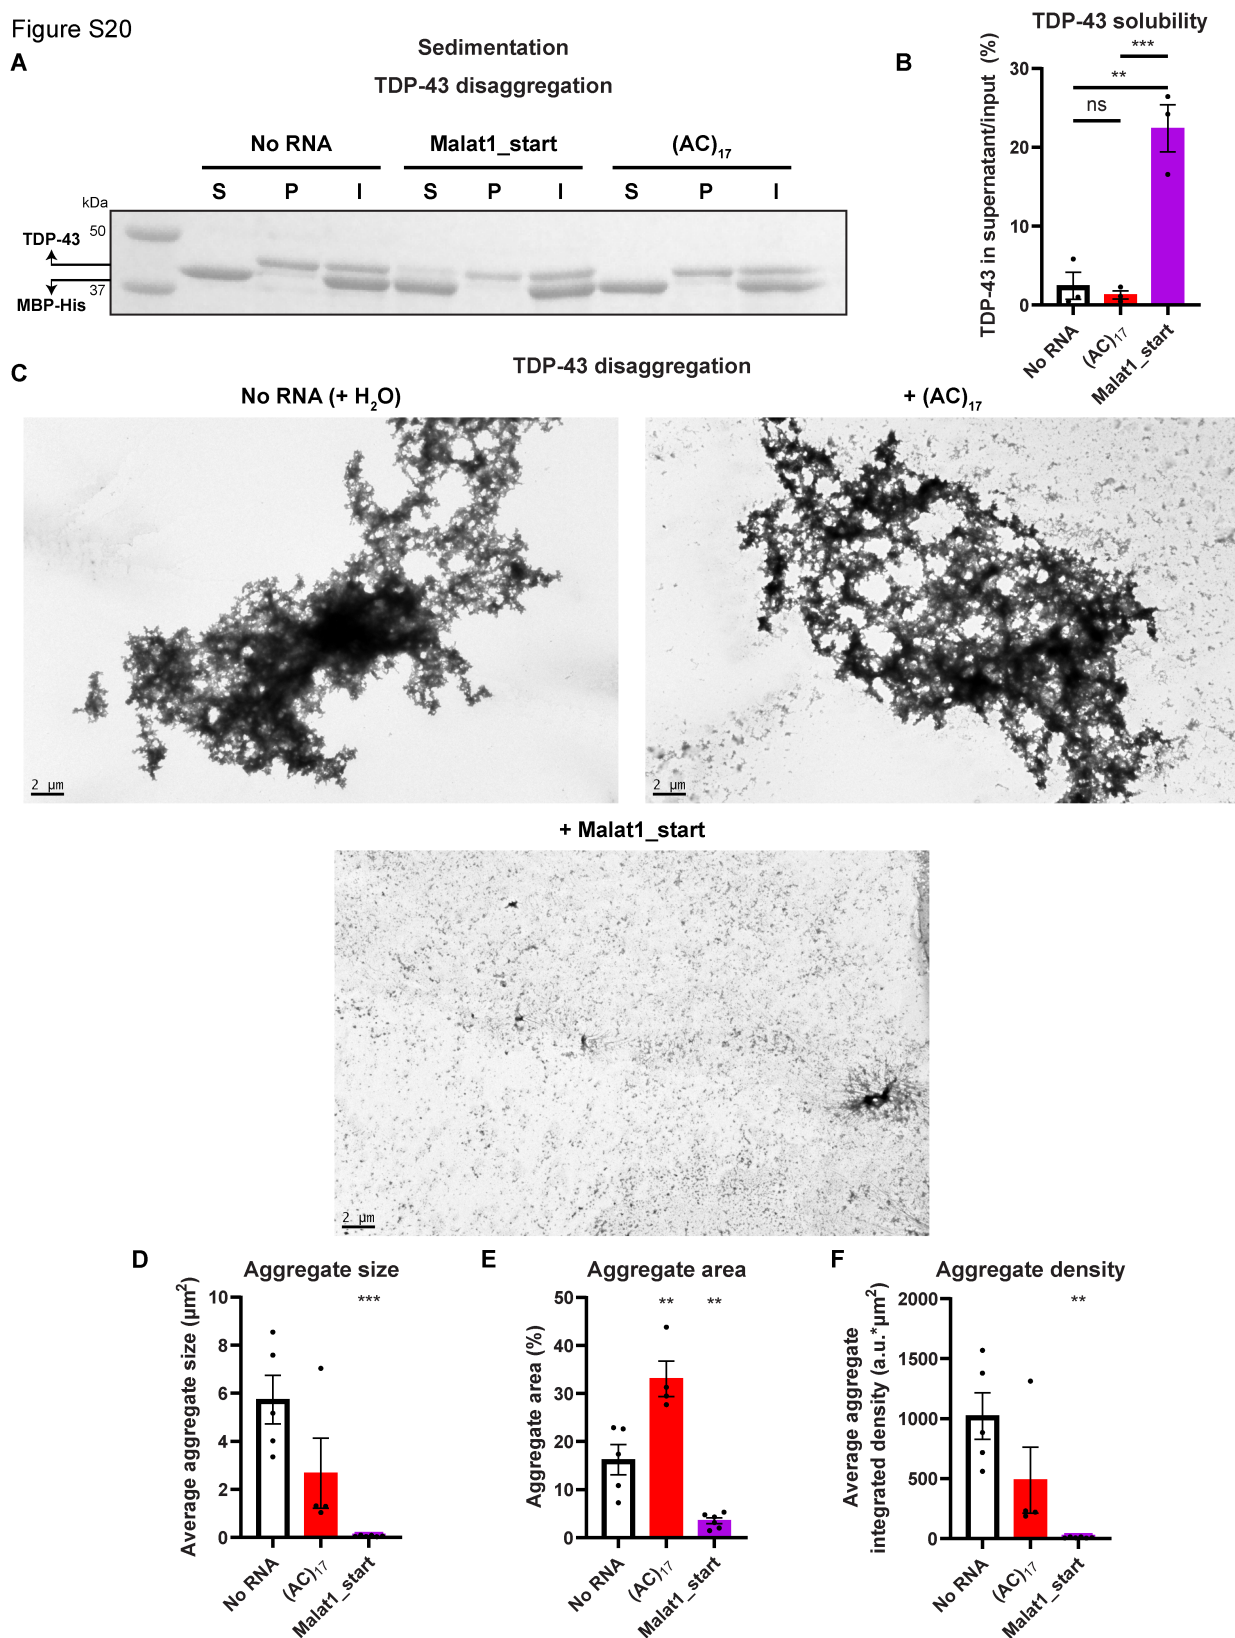 Figure S20
A
Sedimentation
TDP-43 disaggregation
No RNA
Malat1_start
(AC)17
S P I S P I S P I
kDa
50
37
TDP-43
MBP-His
B
TDP-43 solubility
***
**
ns
TDP-43 in supernatant/input (%)
30
20
10
0
No RNA
(AC)17
Malat1_start
C
TDP-43 disaggregation
No RNA (+ H2O)
+ (AC)17
2 µm
2 µm
+ Malat1_start
2 µm
D
Aggregate size
***
Average aggregate size (µm2)
10
8
6
4
2
0
No RNA
(AC)17
Malat1_start
E
Aggregate area
** **
Aggregate area (%)
50
40
30
20
10
0
No RNA
(AC)17
Malat1_start
F
Aggregate density
**
Average aggregate
integrated density (a.u.*µm2)
2000
1500
1000
500
0
No RNA
(AC)17
Malat1_start